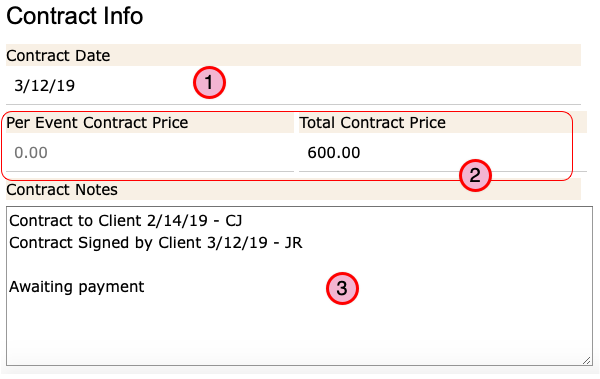 Contract Info
Contract Date
3/12/19
1
Per Event Contract Price
Total Contract Price
0.00
600.00
2
Contract Notes
Contract to Client 2/14/19 - CJ
Contract Signed by Client 3/12/19 - JR
Awaiting payment
3